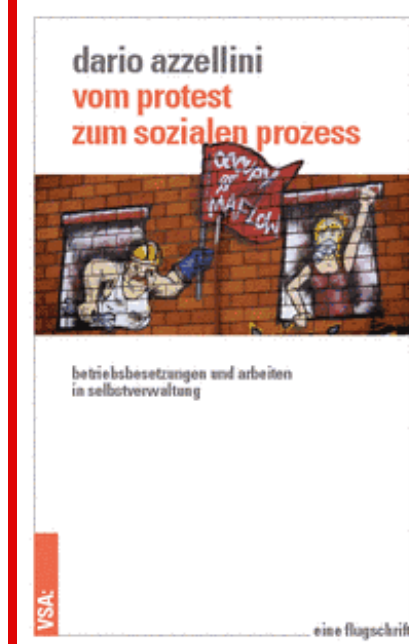 dario azzellini
vom protest
zum sozialen prozess
betriebsbesetzungen und arbeiten
in selbstverwaltung
VSA:
eine flugschrift